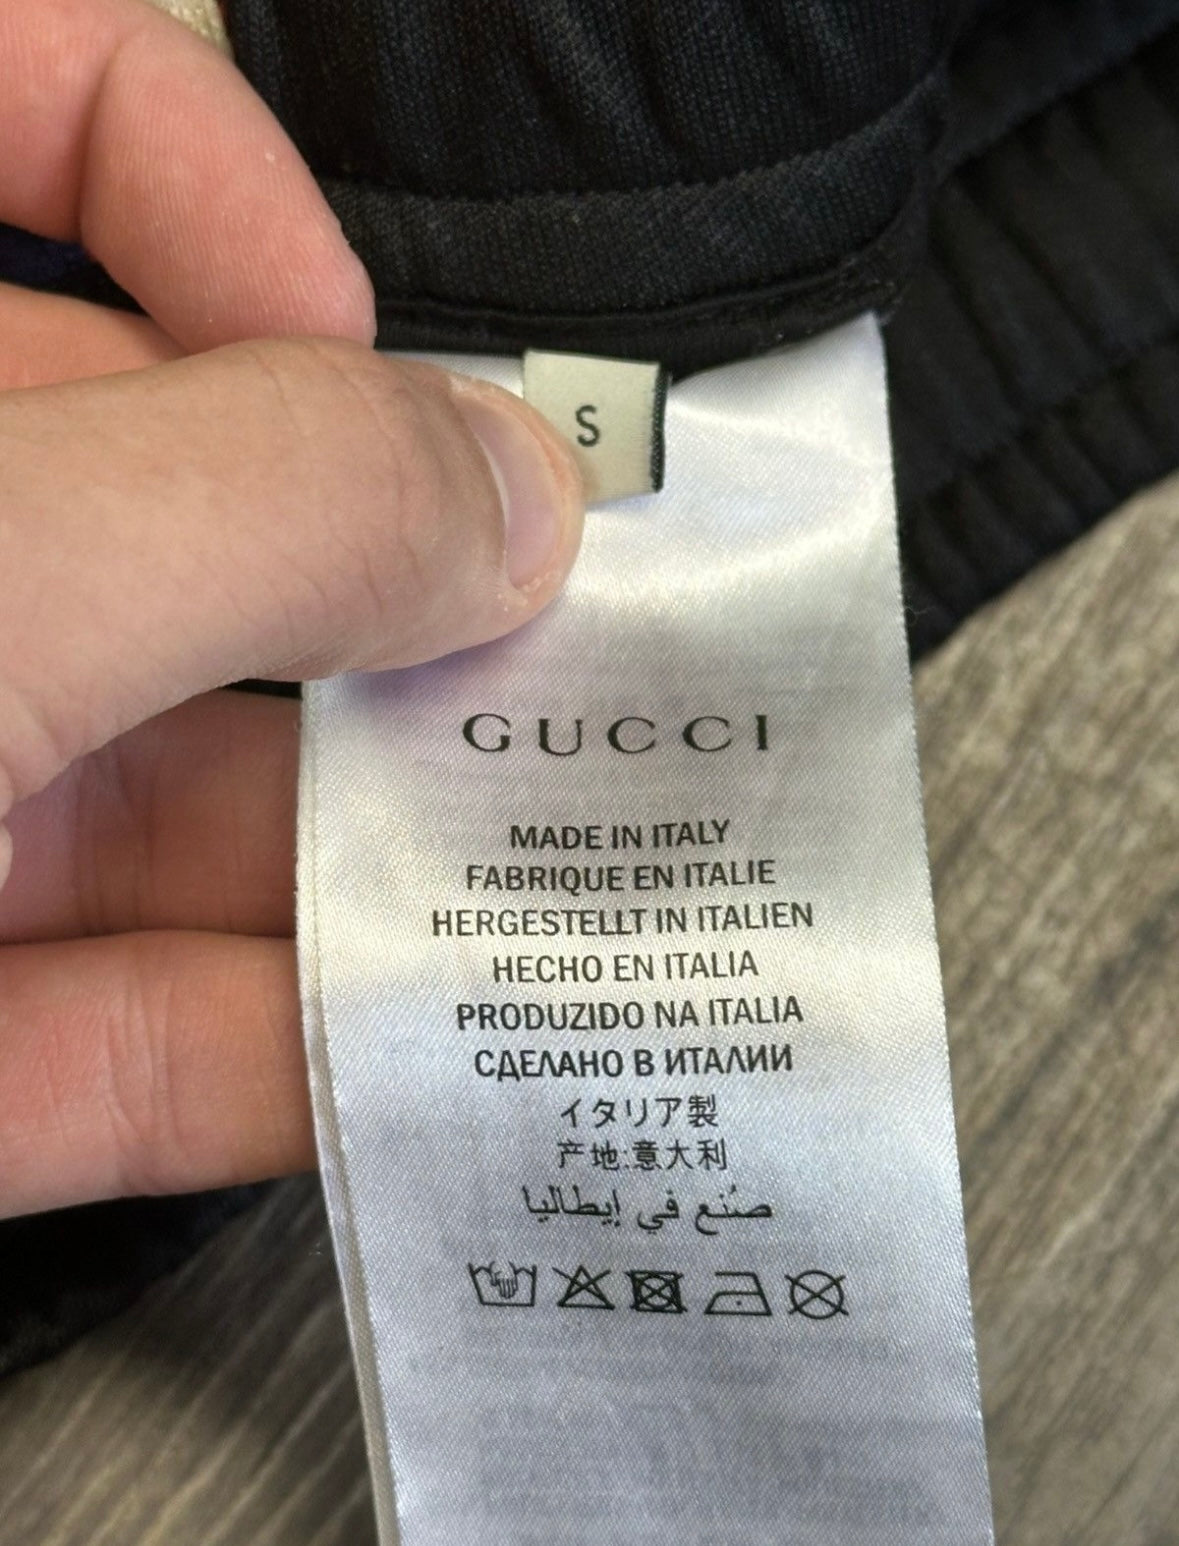 S
GUCCI
MADE IN ITALY
FABRIQUE EN ITALIE
HERGESTELLT IN ITALIEN
HECHO EN ITALIA
PRODUZIDO NA ITALIA
СДЕЛАНО В ИТАЛИИ
イタリア製
产地:意大利
صُنع في إيطاليا